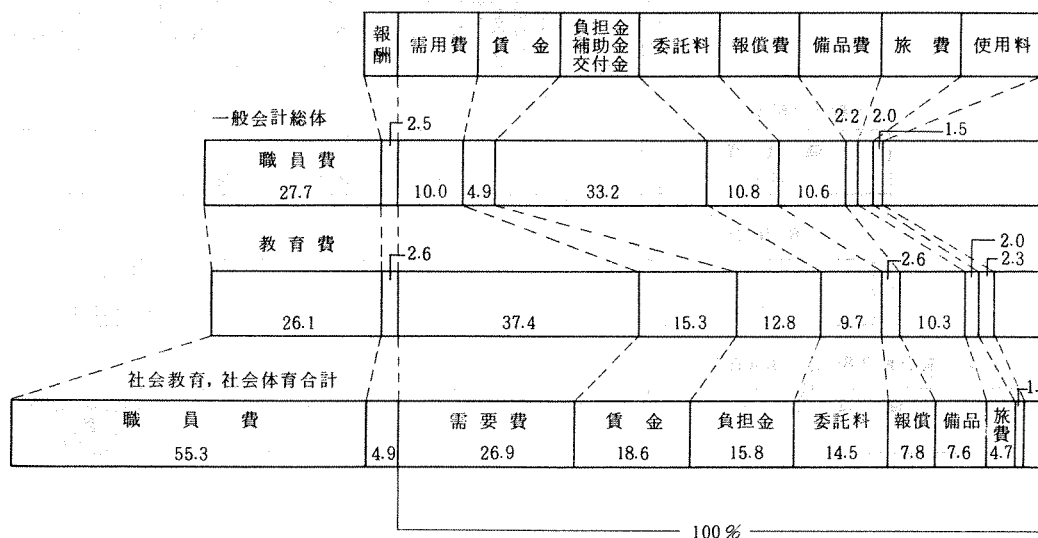 報酬 需用費 賃金 負担金補助金交付金 委託料 報償費 備品費 旅費 使用料
一般会計総体
2.5 2.2 2.0 1.5
職員費
27.7 10.0 4.9 33.2 10.8 10.6
教育費
2.6 2.6 2.0 2.3
26.1 37.4 15.3 12.8 9.7 10.3
社会教育,社会体育合計
1.
職員費 需要費 賃金 負担金 委託料 報償 備品 旅費
55.3 4.9 26.9 18.6 15.8 14.5 7.8 7.6 4.7
100%